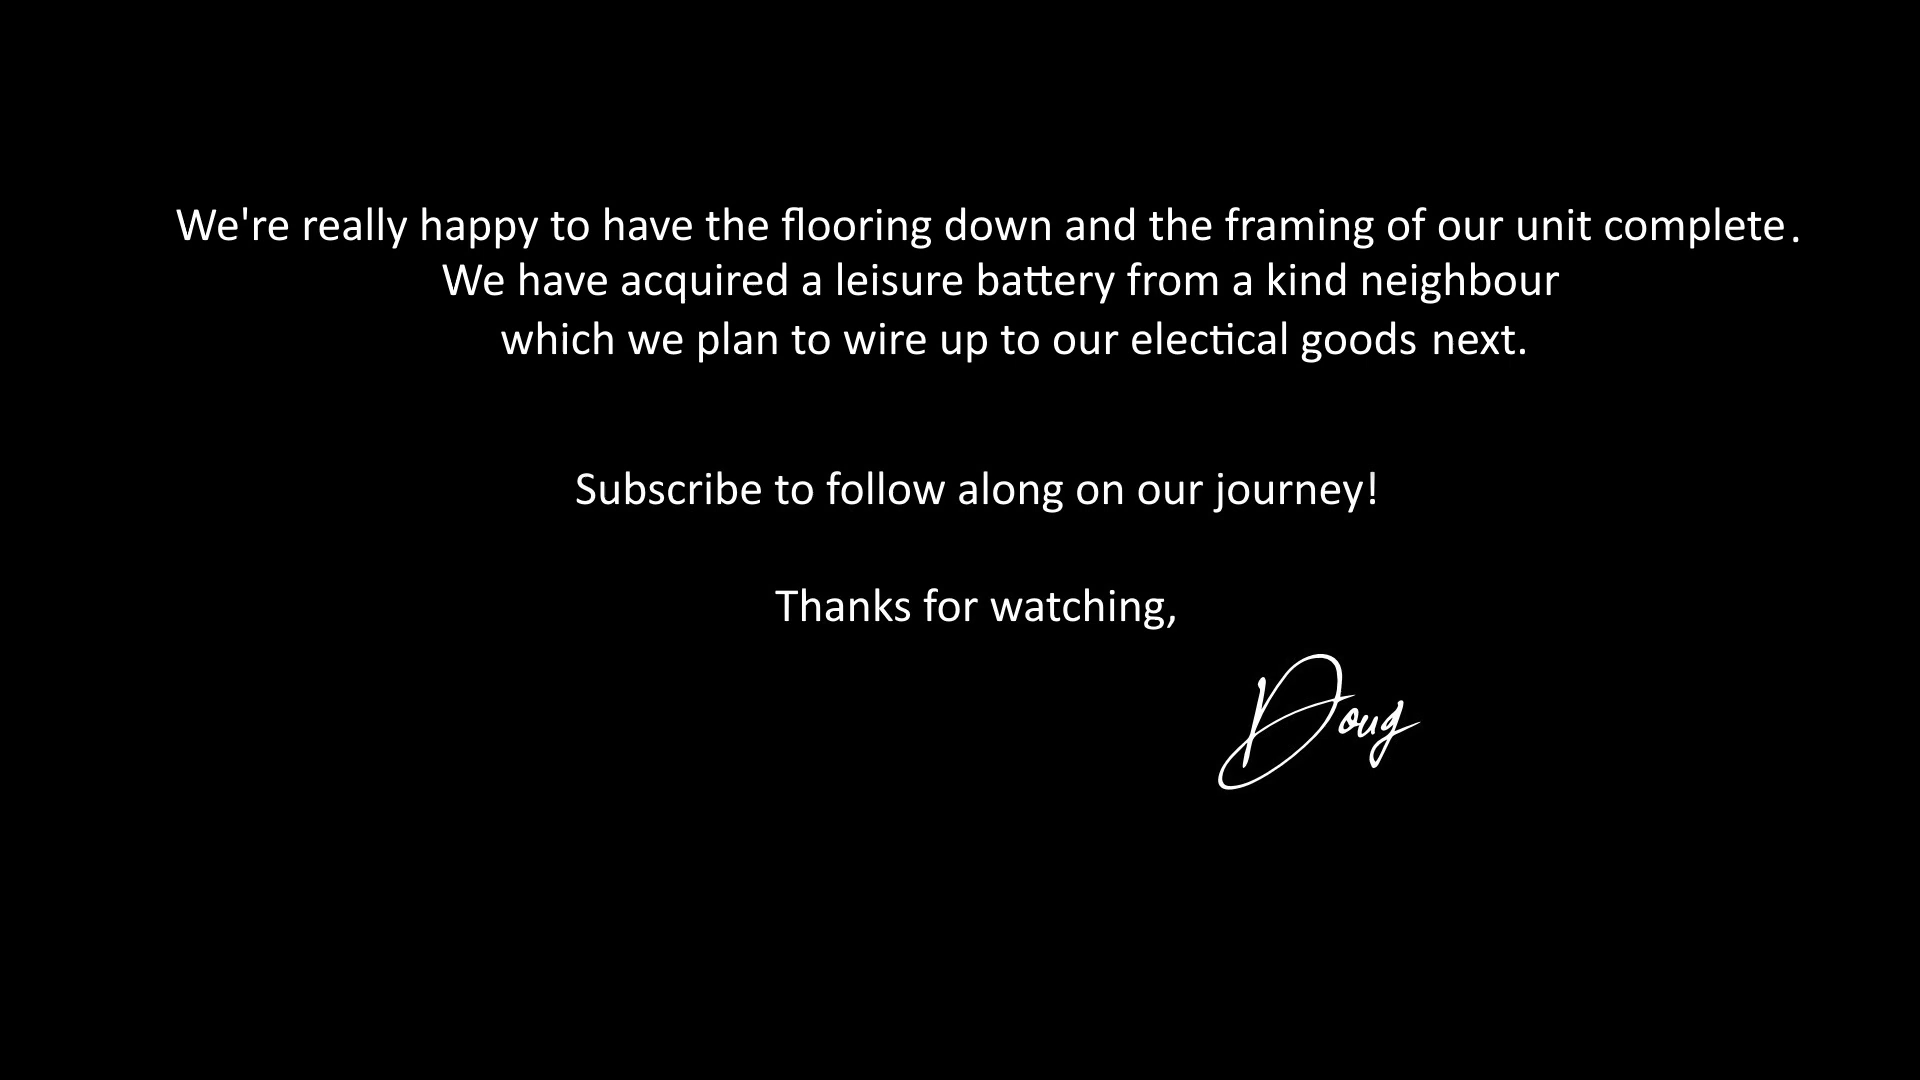 We're really happy to have the flooring down and the framing of our unit complete.
We have acquired a leisure battery from a kind neighbour
which we plan to wire up to our electical goods next.
Subscribe to follow along on our journey!
Thanks for watching,
Doug